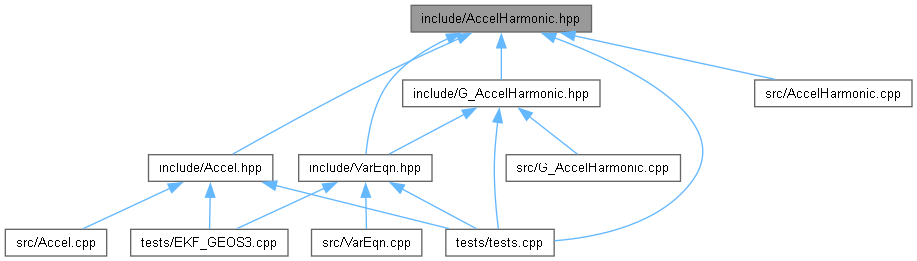 include/AccelHarmonic.hpp
include/G_AccelHarmonic.hpp
src/AccelHarmonic.cpp
include/Accel.hpp
include/VarEqn.hpp
src/G_AccelHarmonic.cpp
src/Accel.cpp
tests/EKF_GEOS3.cpp
src/VarEqn.cpp
tests/tests.cpp